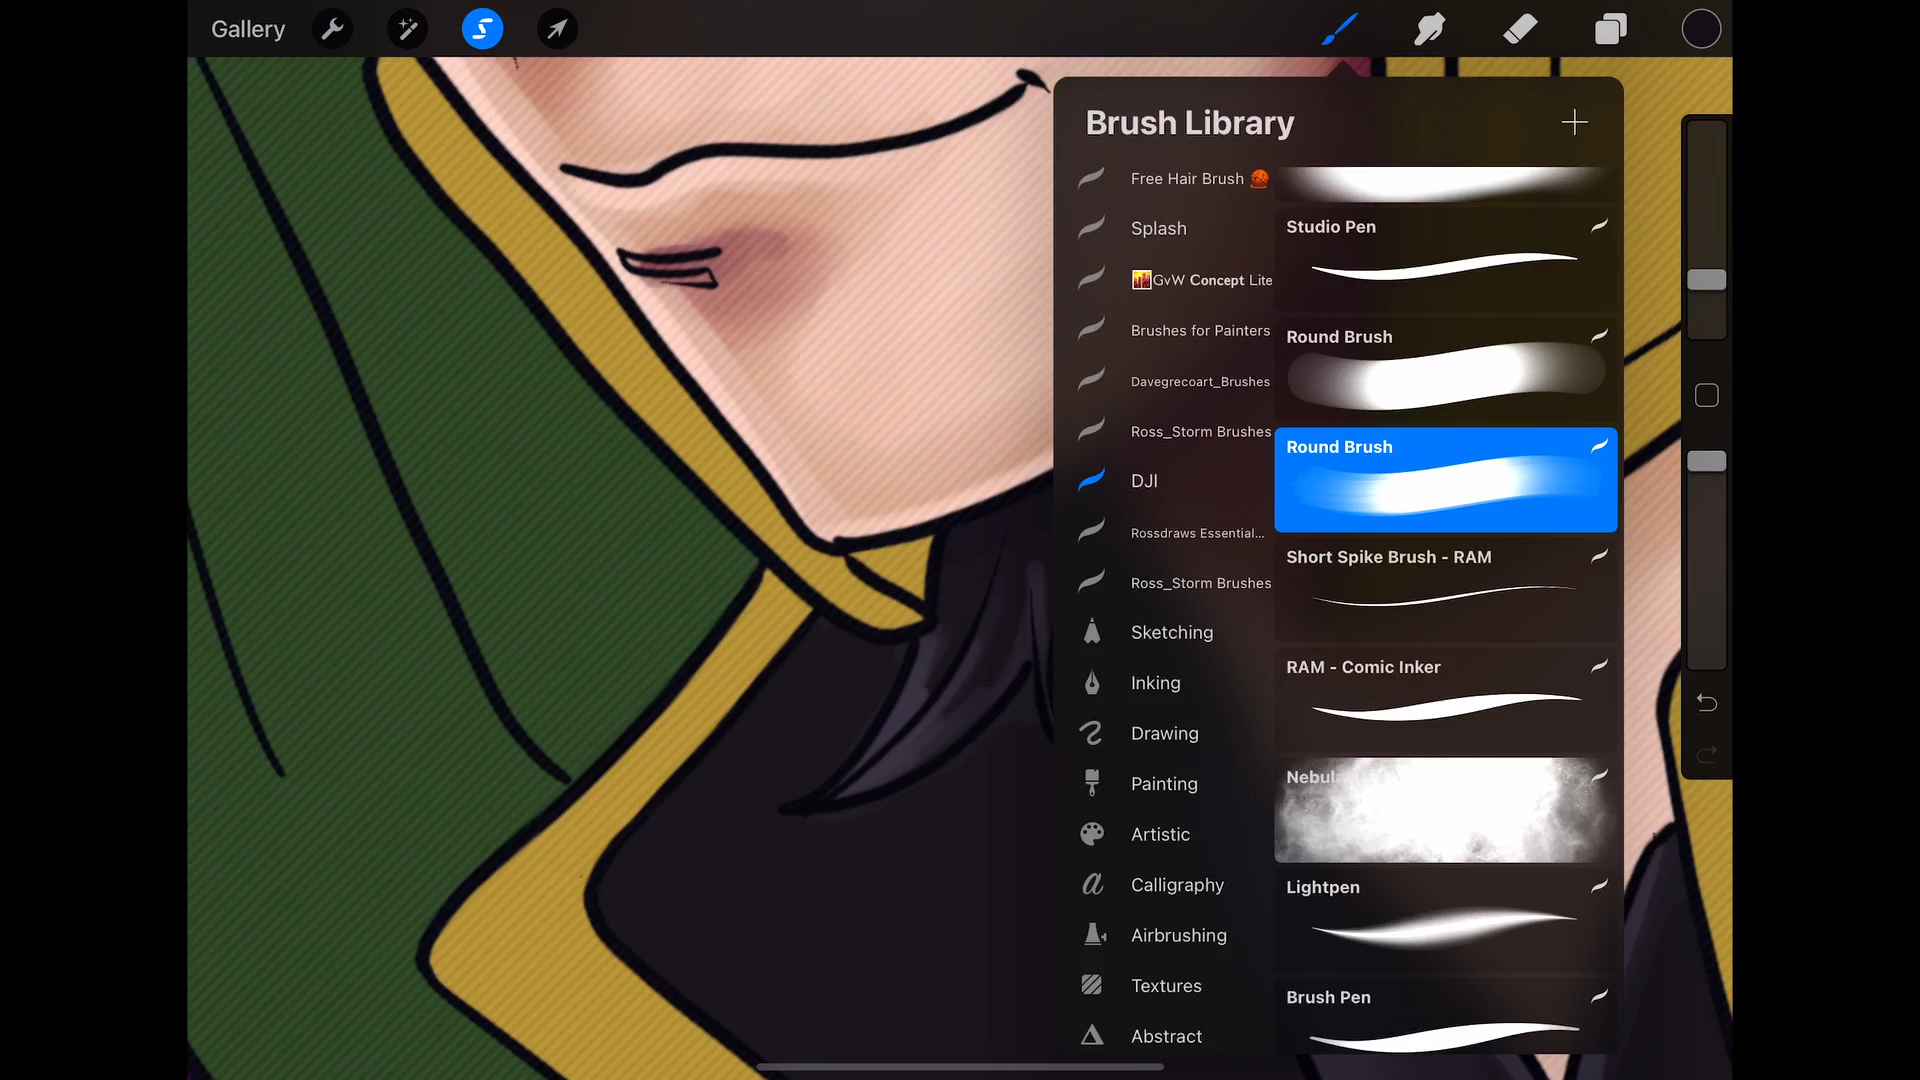 Gallery
Brush Library
Free Hair Brush
Splash
GvW Concept Lite
Brushes for Painters
Davegrecoart_Brushes
Ross_Storm Brushes
DJI
Rossdraws Essential...
Ross_Storm Brushes
Sketching
Inking
Drawing
Painting
Artistic
Calligraphy
Airbrushing
Textures
Abstract
Studio Pen
Round Brush
Round Brush
Short Spike Brush - RAM
RAM - Comic Inker
Nebula
Lightpen
Brush Pen